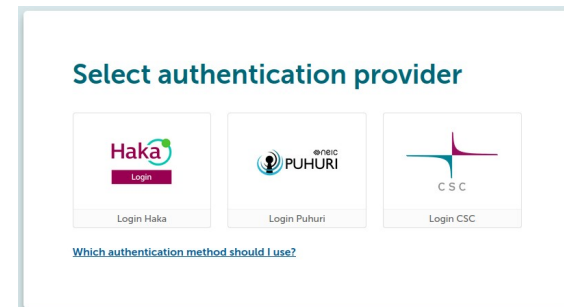 Select authentication provider
Haka
Login
neic
PUHURI
CSC
Login Haka
Login Puhuri
Login CSC
Which authentication method should I use?